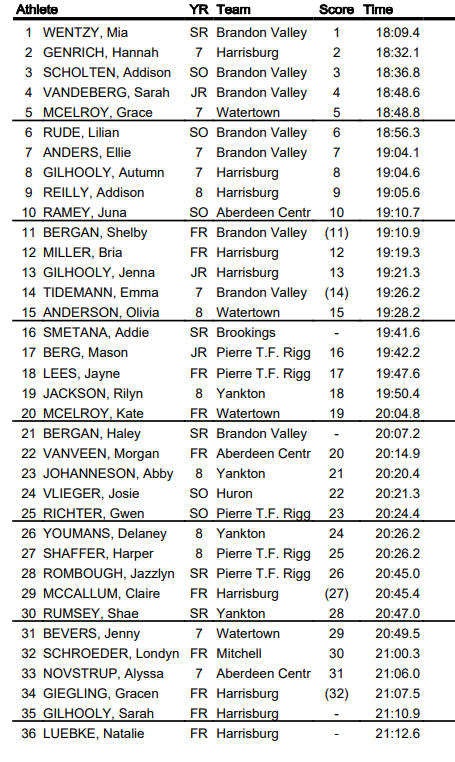 Athlete YR Team Score Time
1 WENTZY, Mia SR Brandon Valley 1 18:09.4
2 GENRICH, Hannah 7 Harrisburg 2 18:32.1
3 SCHOLTEN, Addison SO Brandon Valley 3 18:36.8
4 VANDEBERG, Sarah JR Brandon Valley 4 18:48.6
5 MCELROY, Grace 7 Watertown 5 18:48.8
6 RUDE, Lilian SO Brandon Valley 6 18:56.3
7 ANDERS, Ellie 7 Brandon Valley 7 19:04.1
8 GILHOOLY, Autumn 7 Harrisburg 8 19:04.6
9 REILLY, Addison 8 Harrisburg 9 19:05.6
10 RAMEY, Juna SO Aberdeen Centr 10 19:10.7
11 BERGAN, Shelby FR Brandon Valley (11) 19:10.9
12 MILLER, Bria FR Harrisburg 12 19:19.3
13 GILHOOLY, Jenna JR Harrisburg 13 19:21.3
14 TIDEMANN, Emma 7 Brandon Valley (14) 19:26.2
15 ANDERSON, Olivia 8 Watertown 15 19:28.2
16 SMETANA, Addie SR Brookings - 19:41.6
17 BERG, Mason JR Pierre T.F. Rigg 16 19:42.2
18 LEES, Jayne FR Pierre T.F. Rigg 17 19:47.6
19 JACKSON, Rilyn 8 Yankton 18 19:50.4
20 MCELROY, Kate FR Watertown 19 20:04.8
21 BERGAN, Haley SR Brandon Valley - 20:07.2
22 VANVEEN, Morgan FR Aberdeen Centr 20 20:14.9
23 JOHANNESON, Abby 8 Yankton 21 20:20.4
24 VLIEGER, Josie SO Huron 22 20:21.3
25 RICHTER, Gwen SO Pierre T.F. Rigg 23 20:24.4
26 YOUMANS, Delaney 8 Yankton 24 20:26.2
27 SHAFFER, Harper 8 Pierre T.F. Rigg 25 20:26.2
28 ROMBOUGH, Jazzlyn SR Pierre T.F. Rigg 26 20:45.0
29 MCCALLUM, Claire FR Harrisburg (27) 20:45.4
30 RUMSEY, Shae SR Yankton 28 20:47.0
31 BEVERS, Jenny 7 Watertown 29 20:49.5
32 SCHROEDER, Londyn FR Mitchell 30 21:00.3
33 NOVSTRUP, Alyssa 7 Aberdeen Centr 31 21:06.0
34 GIEGLING, Gracen FR Harrisburg (32) 21:07.5
35 GILHOOLY, Sarah FR Harrisburg - 21:10.9
36 LUEBKE, Natalie FR Harrisburg - 21:12.6